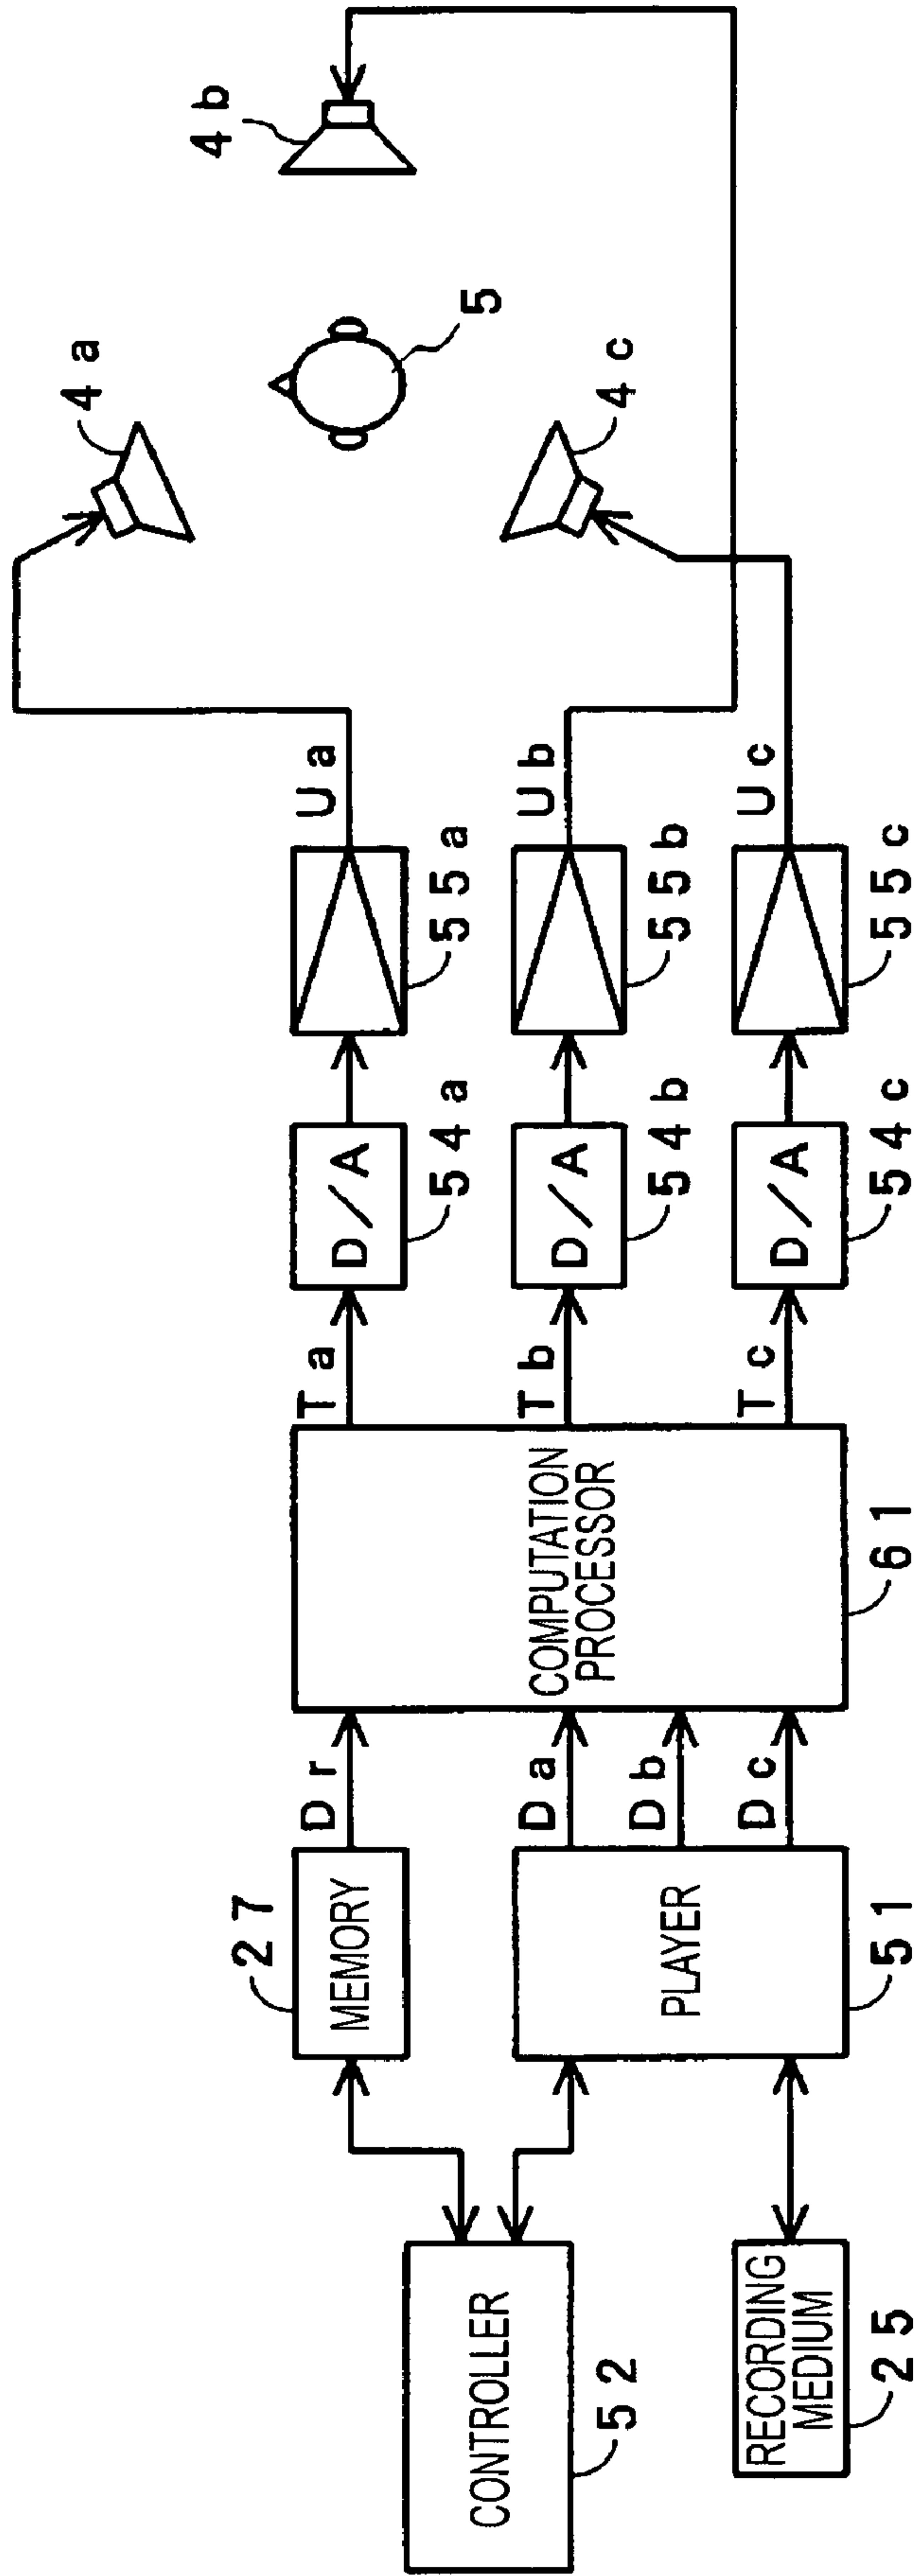 CONTROLLER
52
RECORDING
MEDIUM
25
27
MEMORY
PLAYER
51
Dr
Da
Db
Dc
COMPUTATION
PROCESSOR
61
Ta
Tb
Tc
D/A
54a
D/A
54b
D/A
54c
55a
55b
55c
Ua
Ub
Uc
4a
4b
4c
5